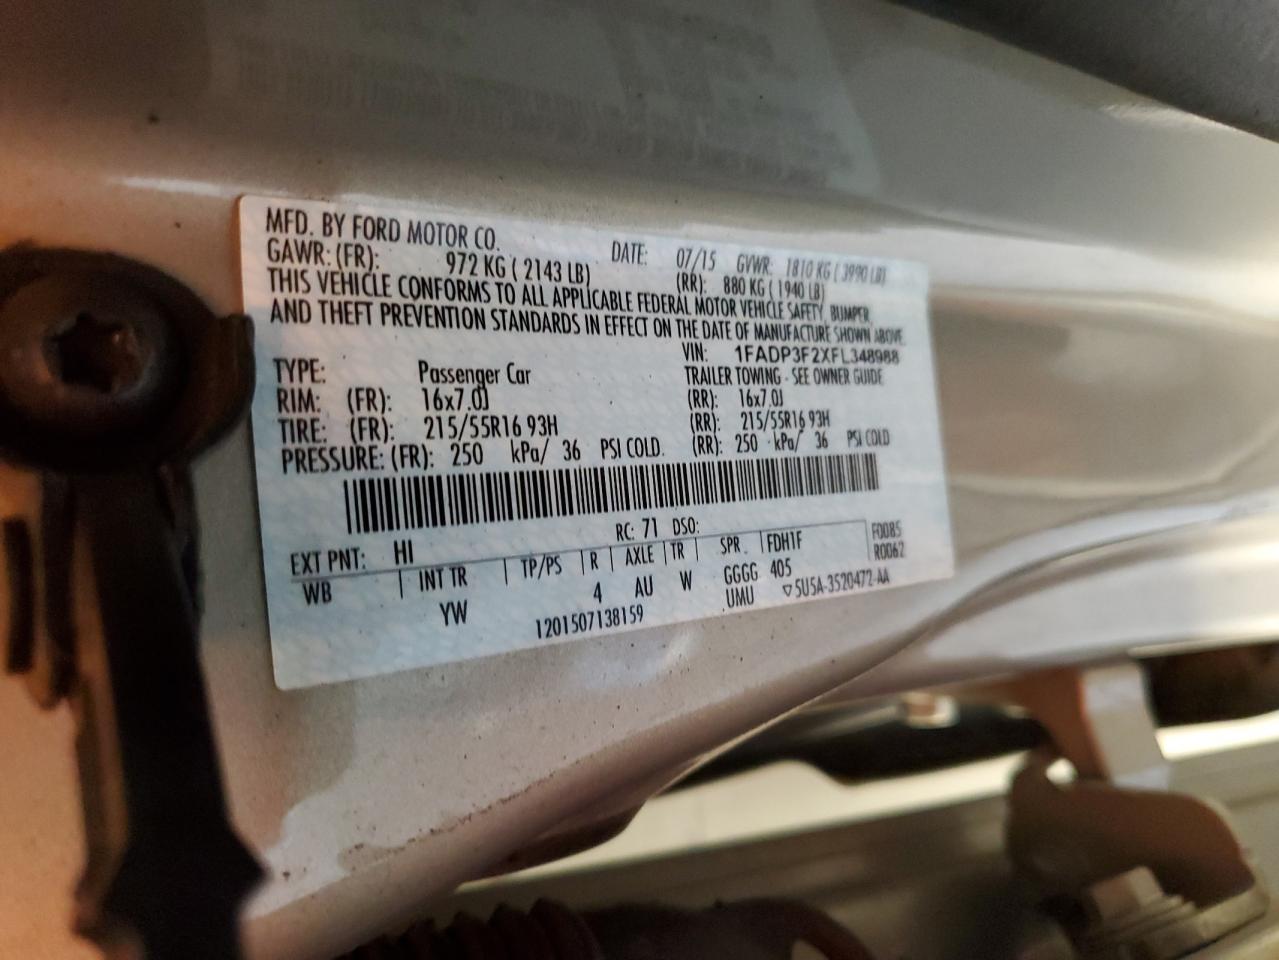 MFD. BY FORD MOTOR CO. DATE: 07/15 GVWR: 1810 KG ( 3990 LB)
GAWR: (FR): 972 KG ( 2143 LB) (RR): 880 KG ( 1940 LB)
THIS VEHICLE CONFORMS TO ALL APPLICABLE FEDERAL MOTOR VEHICLE SAFETY, BUMPER,
AND THEFT PREVENTION STANDARDS IN EFFECT ON THE DATE OF MANUFACTURE SHOWN ABOVE.
VIN: 1FADP3F2XFL348988
TYPE: Passenger Car TRAILER TOWING - SEE OWNER GUIDE
RIM: (FR): 16x7.0J (RR): 16x7.0J
TIRE: (FR): 215/55R16 93H (RR): 215/55R16 93H
PRESSURE: (FR): 250 kPa/ 36 PSI COLD. (RR): 250 kPa/ 36 PSI COLD
EXT PNT: HI RC: 71 DSO: F0085
WB INT TR TP/PS R AXLE TR SPR FDH1F R0062
YW 4 AU W GGGG 405
1201507138159 UMU ▽5U5A-3520472-AA